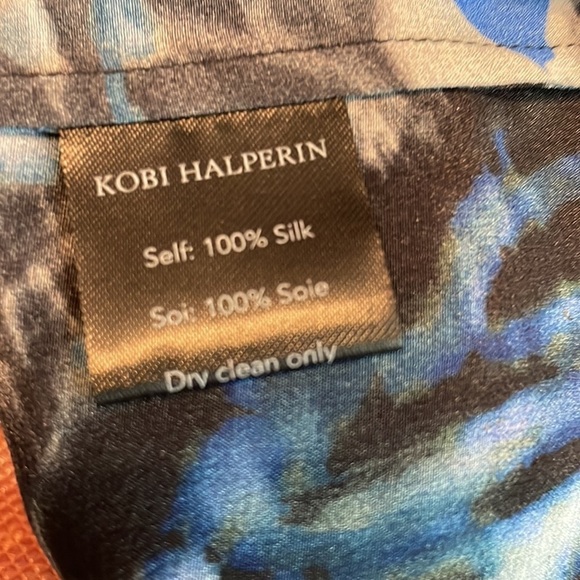 KOBI HALPERIN
Self: 100% Silk
Soi: 100% Soie
Dry clean only